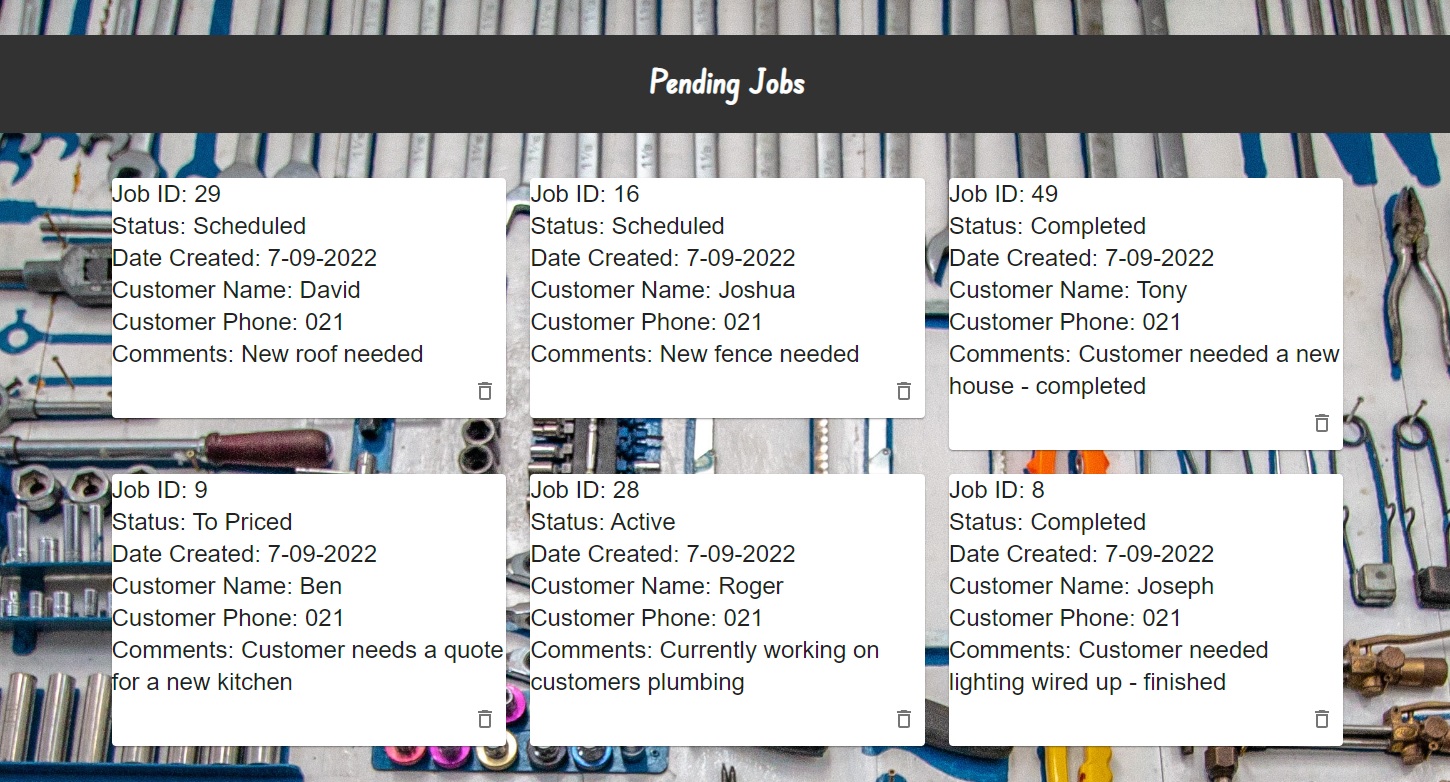 Pending Jobs
Job ID: 29
Status: Scheduled
Date Created: 7-09-2022
Customer Name: David
Customer Phone: 021
Comments: New roof needed
Job ID: 16
Status: Scheduled
Date Created: 7-09-2022
Customer Name: Joshua
Customer Phone: 021
Comments: New fence needed
Job ID: 49
Status: Completed
Date Created: 7-09-2022
Customer Name: Tony
Customer Phone: 021
Comments: Customer needed a new
house - completed
Job ID: 9
Status: To Priced
Date Created: 7-09-2022
Customer Name: Ben
Customer Phone: 021
Comments: Customer needs a quote
for a new kitchen
Job ID: 28
Status: Active
Date Created: 7-09-2022
Customer Name: Roger
Customer Phone: 021
Comments: Currently working on
customers plumbing
Job ID: 8
Status: Completed
Date Created: 7-09-2022
Customer Name: Joseph
Customer Phone: 021
Comments: Customer needed
lighting wired up - finished